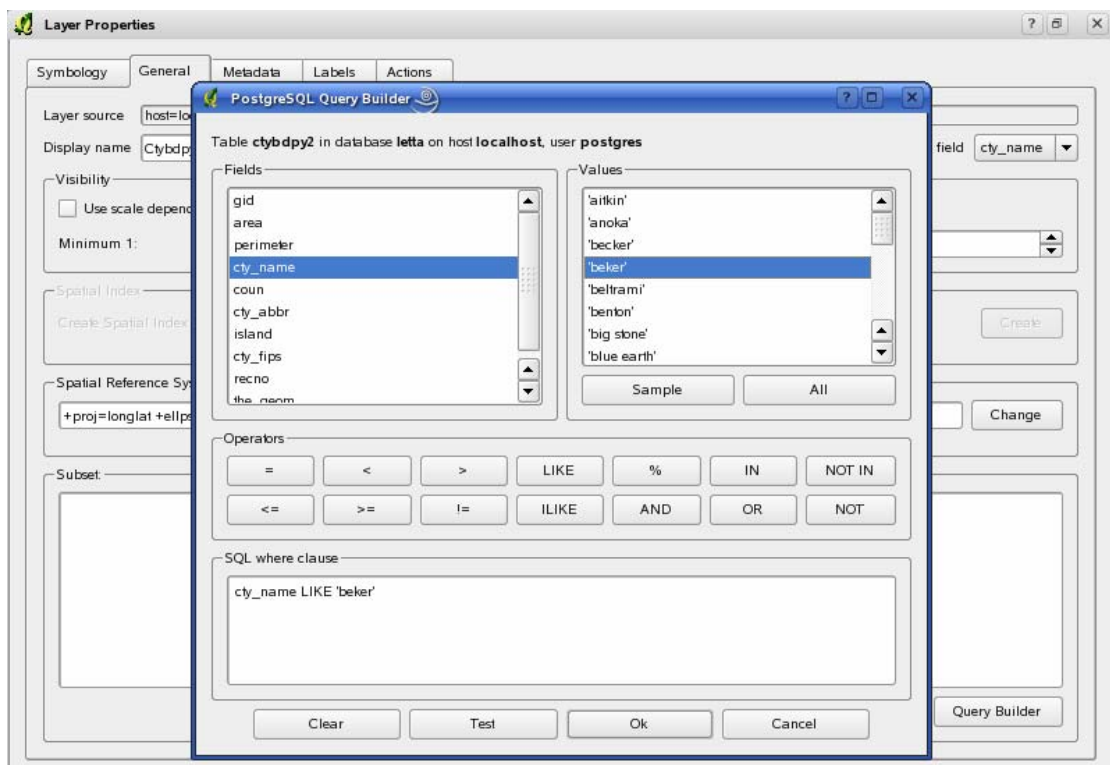 Layer Properties
Symbology General Metadata Labels Actions
PostgreSQL Query Builder
Layer source host=lo
Display name Ctybdp
field cty_name
Table ctybdpy2 in database letta on host localhost, user postgres
Visibility
Use scale depend
Minimum 1:
Spatial Index
Create Spatial Index
Create
Spatial Reference Sys
+proj=longlat +ellps
Change
Subset
Query Builder
Fields
gid
area
perimeter
cty_name
coun
cty_abbr
island
cty_fips
recno
the_geom
Values
'aitkin'
'anoka'
'becker'
'beker'
'beltrami'
'benton'
'big stone'
'blue earth'
Sample All
Operators
= < > LIKE % IN NOT IN
<= >= != ILIKE AND OR NOT
SQL where clause
cty_name LIKE 'beker'
Clear Test Ok Cancel